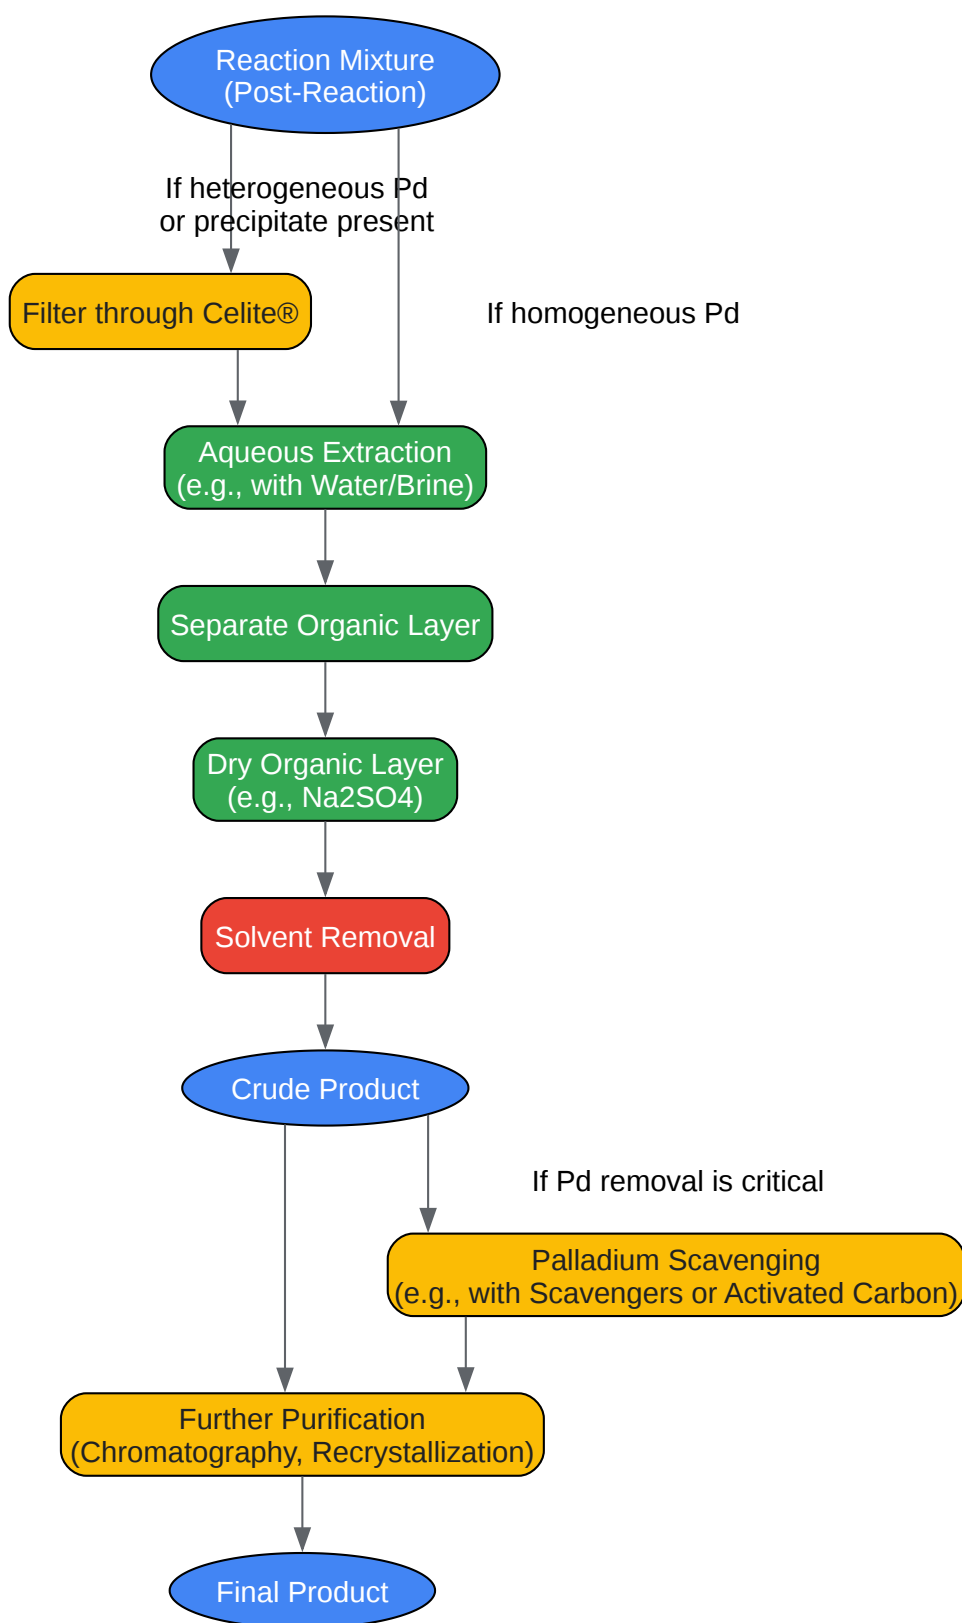 Reaction Mixture
(Post-Reaction)
If heterogeneous Pd
or precipitate present
Filter through Celite®
If homogeneous Pd
Aqueous Extraction
(e.g., with Water/Brine)
Separate Organic Layer
Dry Organic Layer
(e.g., Na2SO4)
Solvent Removal
Crude Product
If Pd removal is critical
Palladium Scavenging
(e.g., with Scavengers or Activated Carbon)
Further Purification
(Chromatography, Recrystallization)
Final Product